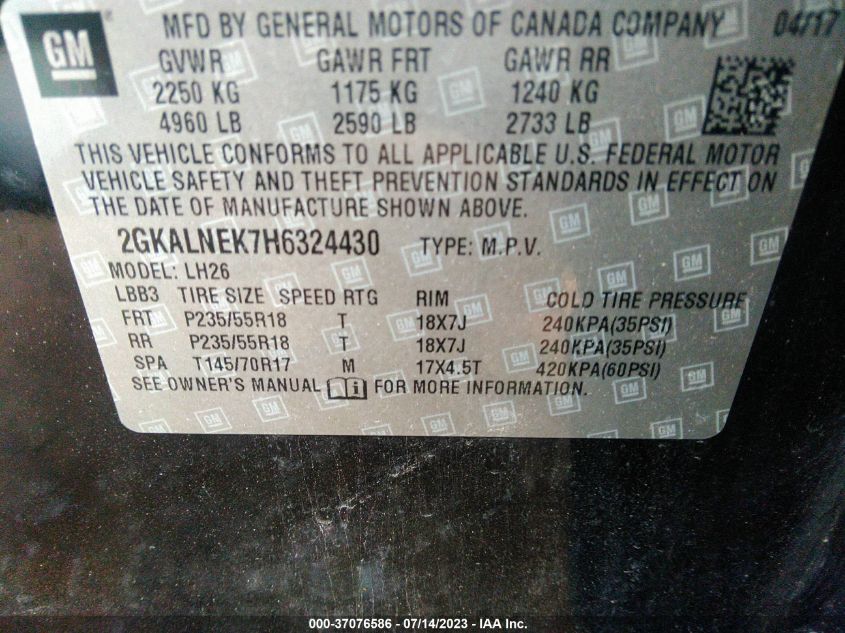 GM MFD BY GENERAL MOTORS OF CANADA COMPANY 04/17
GVWR GAWR FRT GAWR RR
2250 KG 1175 KG 1240 KG
4960 LB 2590 LB 2733 LB
THIS VEHICLE CONFORMS TO ALL APPLICABLE U.S. FEDERAL MOTOR
VEHICLE SAFETY AND THEFT PREVENTION STANDARDS IN EFFECT ON
THE DATE OF MANUFACTURE SHOWN ABOVE.
2GKALNEK7H6324430 TYPE: M.P.V.
MODEL: LH26
LBB3 TIRE SIZE SPEED RTG RIM COLD TIRE PRESSURE
FRT P235/55R18 T 18X7J 240KPA(35PSI)
RR P235/55R18 T 18X7J 240KPA(35PSI)
SPA T145/70R17 M 17X4.5T 420KPA(60PSI)
SEE OWNER'S MANUAL i FOR MORE INFORMATION.
000-37076586 - 07/14/2023 - IAA Inc.